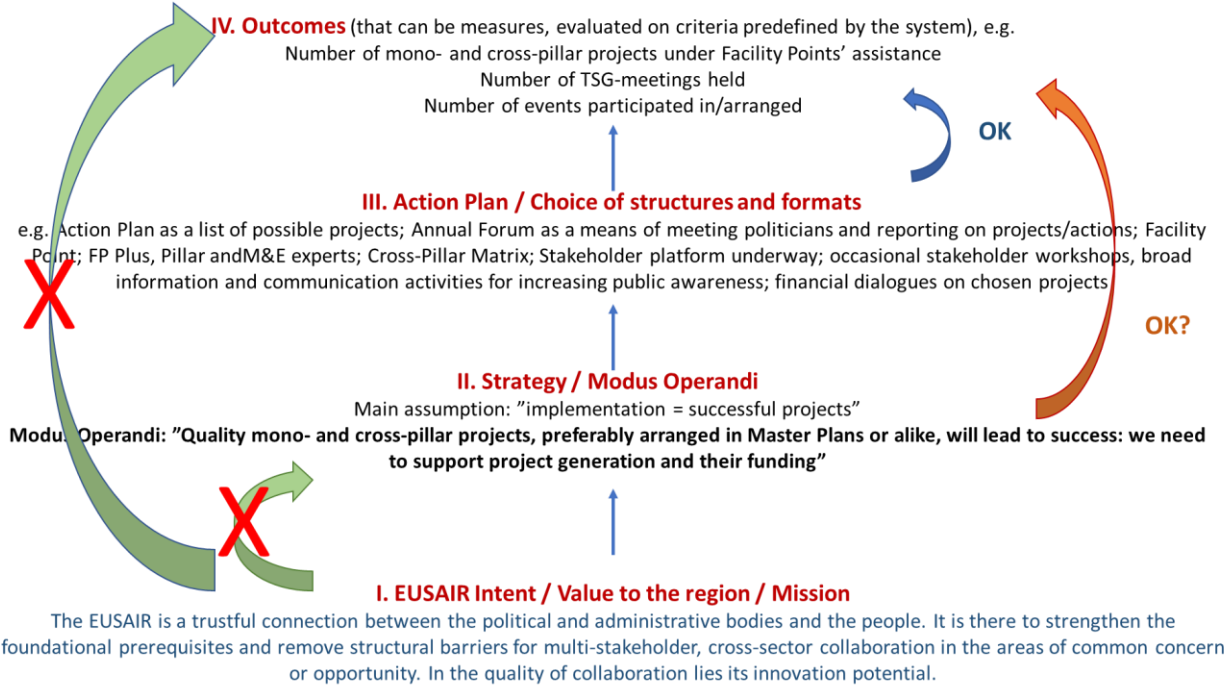 IV. Outcomes (that can be measures, evaluated on criteria predefined by the system), e.g.
Number of mono- and cross-pillar projects under Facility Points’ assistance
Number of TSG-meetings held
Number of events participated in/arranged
OK
III. Action Plan / Choice of structures and formats
e.g. Action Plan as a list of possible projects; Annual Forum as a means of meeting politicians and reporting on projects/actions; Facility
Point; FP Plus, Pillar andM&E experts; Cross-Pillar Matrix; Stakeholder platform underway; occasional stakeholder workshops, broad
information and communication activities for increasing public awareness; financial dialogues on chosen projects
X
OK?
II. Strategy / Modus Operandi
Main assumption: ”implementation = successful projects”
Modus Operandi: ”Quality mono- and cross-pillar projects, preferably arranged in Master Plans or alike, will lead to success: we need
to support project generation and their funding”
X
I. EUSAIR Intent / Value to the region / Mission
The EUSAIR is a trustful connection between the political and administrative bodies and the people. It is there to strengthen the
foundational prerequisites and remove structural barriers for multi-stakeholder, cross-sector collaboration in the areas of common concern
or opportunity. In the quality of collaboration lies its innovation potential.